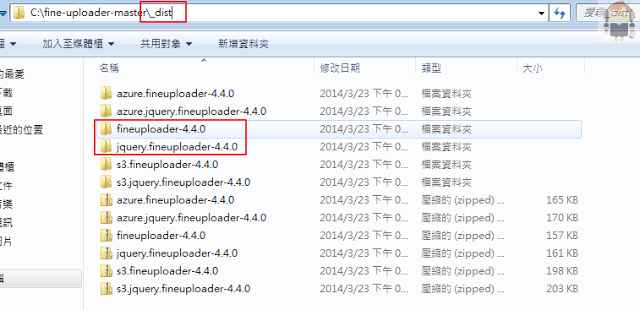 C:\fine-uploader-master\_dist
搜尋 _dist
加入至媒體櫃 共用對象 新增資料夾
名稱 修改日期 類型 大小
azure.fineuploader-4.4.0 2014/3/23 下午 0... 檔案資料夾
azure.jquery.fineuploader-4.4.0 2014/3/23 下午 0... 檔案資料夾
fineuploader-4.4.0 2014/3/23 下午 0... 檔案資料夾
jquery.fineuploader-4.4.0 2014/3/23 下午 0... 檔案資料夾
s3.fineuploader-4.4.0 2014/3/23 下午 0... 檔案資料夾
s3.jquery.fineuploader-4.4.0 2014/3/23 下午 0... 檔案資料夾
azure.fineuploader-4.4.0 2014/3/23 下午 0... 壓縮的 (zipped) ... 165 KB
azure.jquery.fineuploader-4.4.0 2014/3/23 下午 0... 壓縮的 (zipped) ... 170 KB
fineuploader-4.4.0 2014/3/23 下午 0... 壓縮的 (zipped) ... 157 KB
jquery.fineuploader-4.4.0 2014/3/23 下午 0... 壓縮的 (zipped) ... 161 KB
s3.fineuploader-4.4.0 2014/3/23 下午 0... 壓縮的 (zipped) ... 198 KB
s3.jquery.fineuploader-4.4.0 2014/3/23 下午 0... 壓縮的 (zipped) ... 203 KB
的最愛
下載
桌面
最近的位置
體櫃
文件
音樂
視訊
圖片